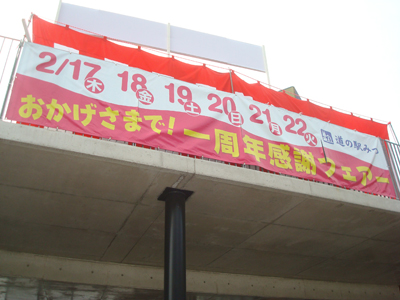 2/17木 18金 19土 20日 21月 22火 道の駅みつ
おかげさまで!一周年感謝フェアー